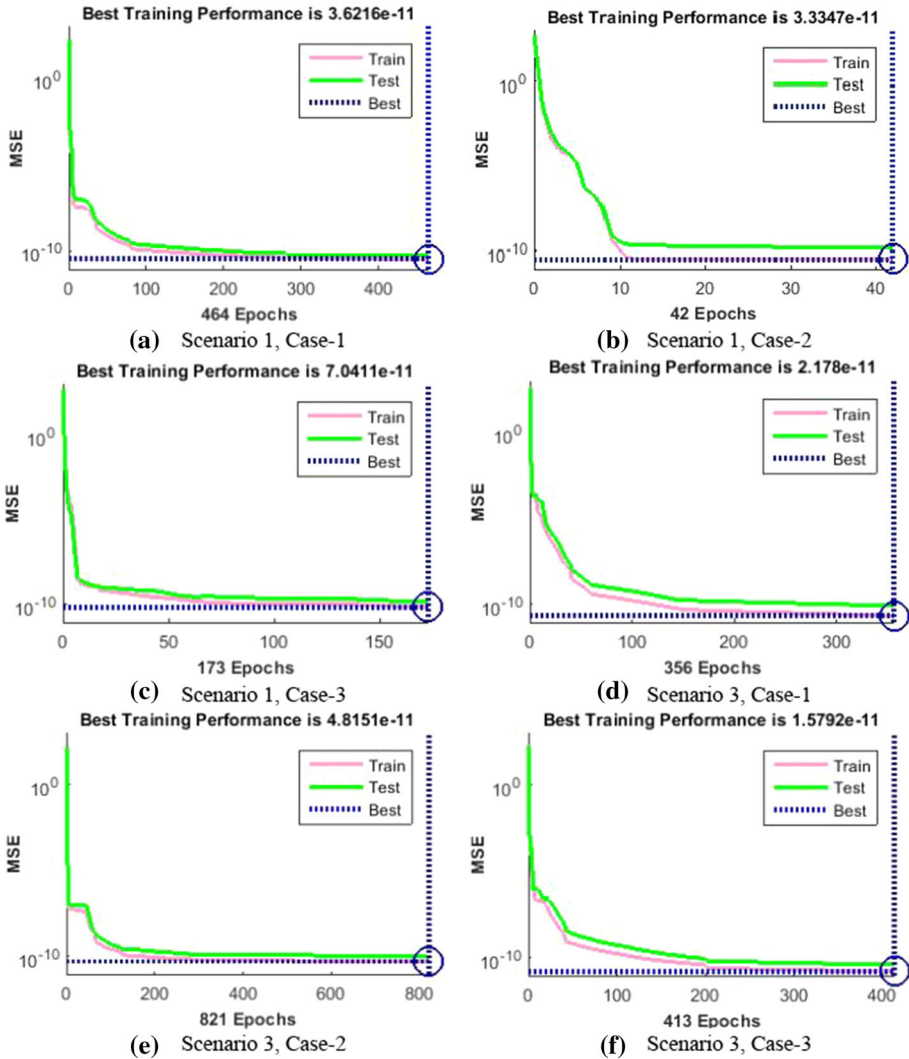 Best Training Performance is 3.6216e-11
MSE
10^0
10^-10
Train
Test
Best
0 100 200 300 400
464 Epochs
(a) Scenario 1, Case-1
Best Training Performance is 3.3347e-11
MSE
10^0
10^-10
Train
Test
Best
0 10 20 30 40
42 Epochs
(b) Scenario 1, Case-2
Best Training Performance is 7.0411e-11
MSE
10^0
10^-10
Train
Test
Best
0 50 100 150
173 Epochs
(c) Scenario 1, Case-3
Best Training Performance is 2.178e-11
MSE
10^0
10^-10
Train
Test
Best
0 100 200 300
356 Epochs
(d) Scenario 3, Case-1
Best Training Performance is 4.8151e-11
MSE
10^0
10^-10
Train
Test
Best
0 200 400 600 800
821 Epochs
(e) Scenario 3, Case-2
Best Training Performance is 1.5792e-11
MSE
10^0
10^-10
Train
Test
Best
0 100 200 300 400
413 Epochs
(f) Scenario 3, Case-3